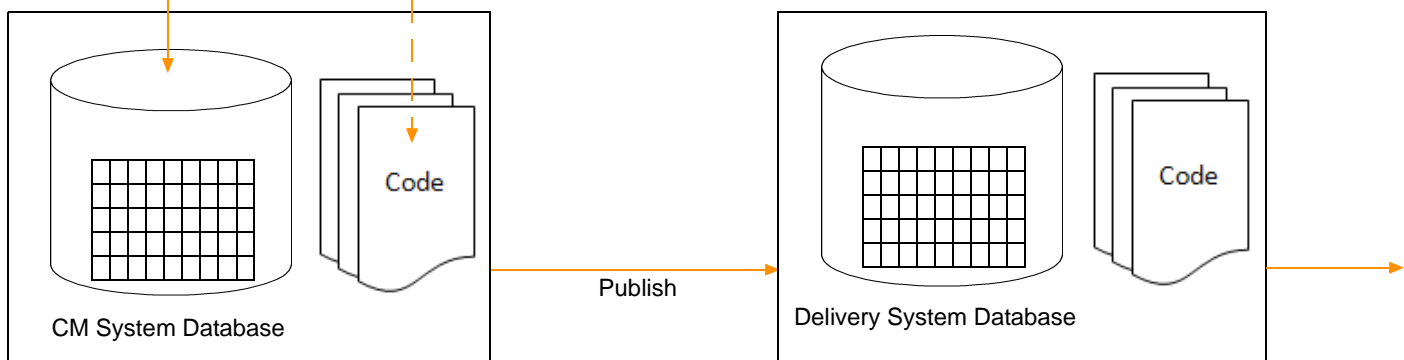 Code
Code
Publish
CM System Database
Delivery System Database